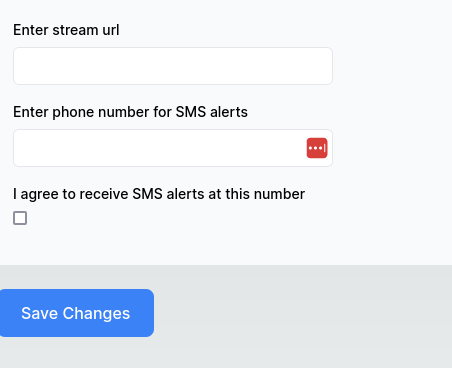 Enter stream url
Enter phone number for SMS alerts
I agree to receive SMS alerts at this number
Save Changes